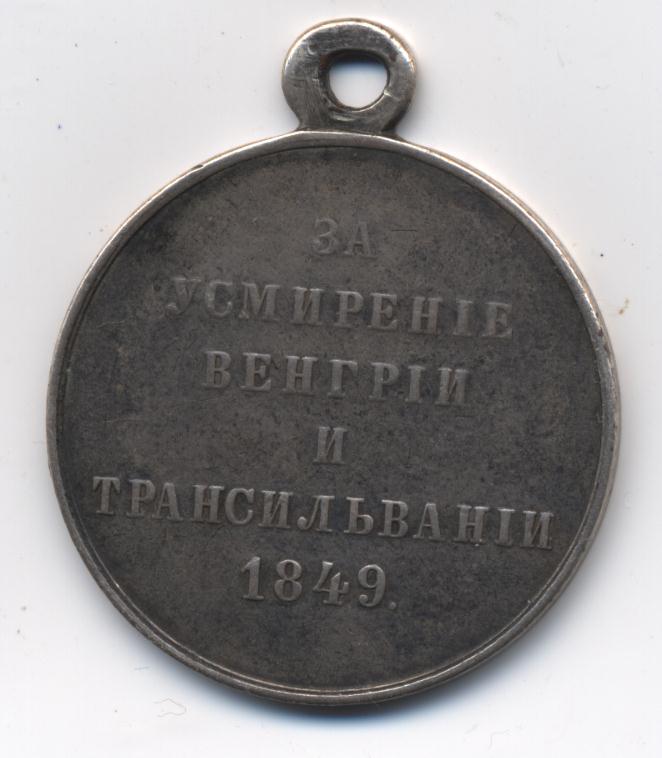 ЗА
УСМИРЕНІЕ
ВЕНГРІИ
И
ТРАНСИЛЬВАНІИ
1849.